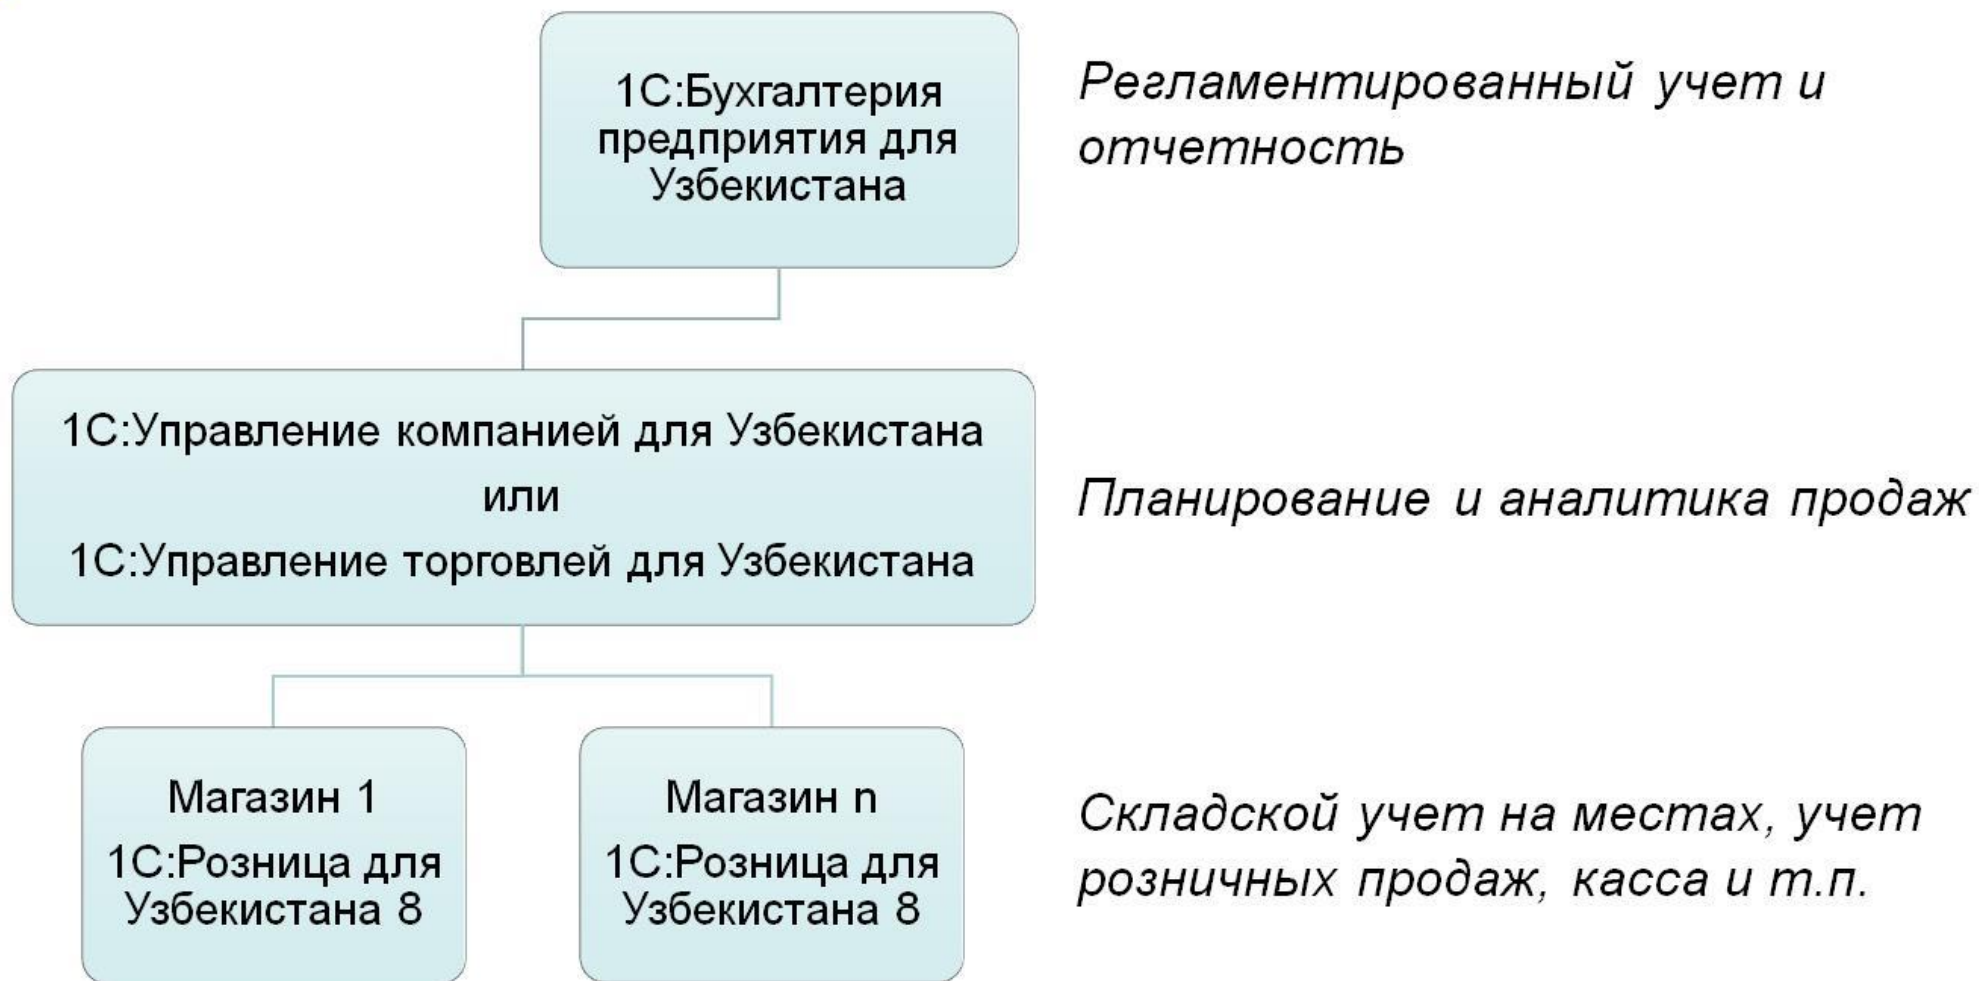 1С:Бухгалтерия
предприятия для
Узбекистана
Регламентированный учет и
отчетность
1С:Управление компанией для Узбекистана
или
1С:Управление торговлей для Узбекистана
Планирование и аналитика продаж
Магазин 1
1С:Розница для
Узбекистана 8
Магазин n
1С:Розница для
Узбекистана 8
Складской учет на местах, учет
розничных продаж, касса и т.п.